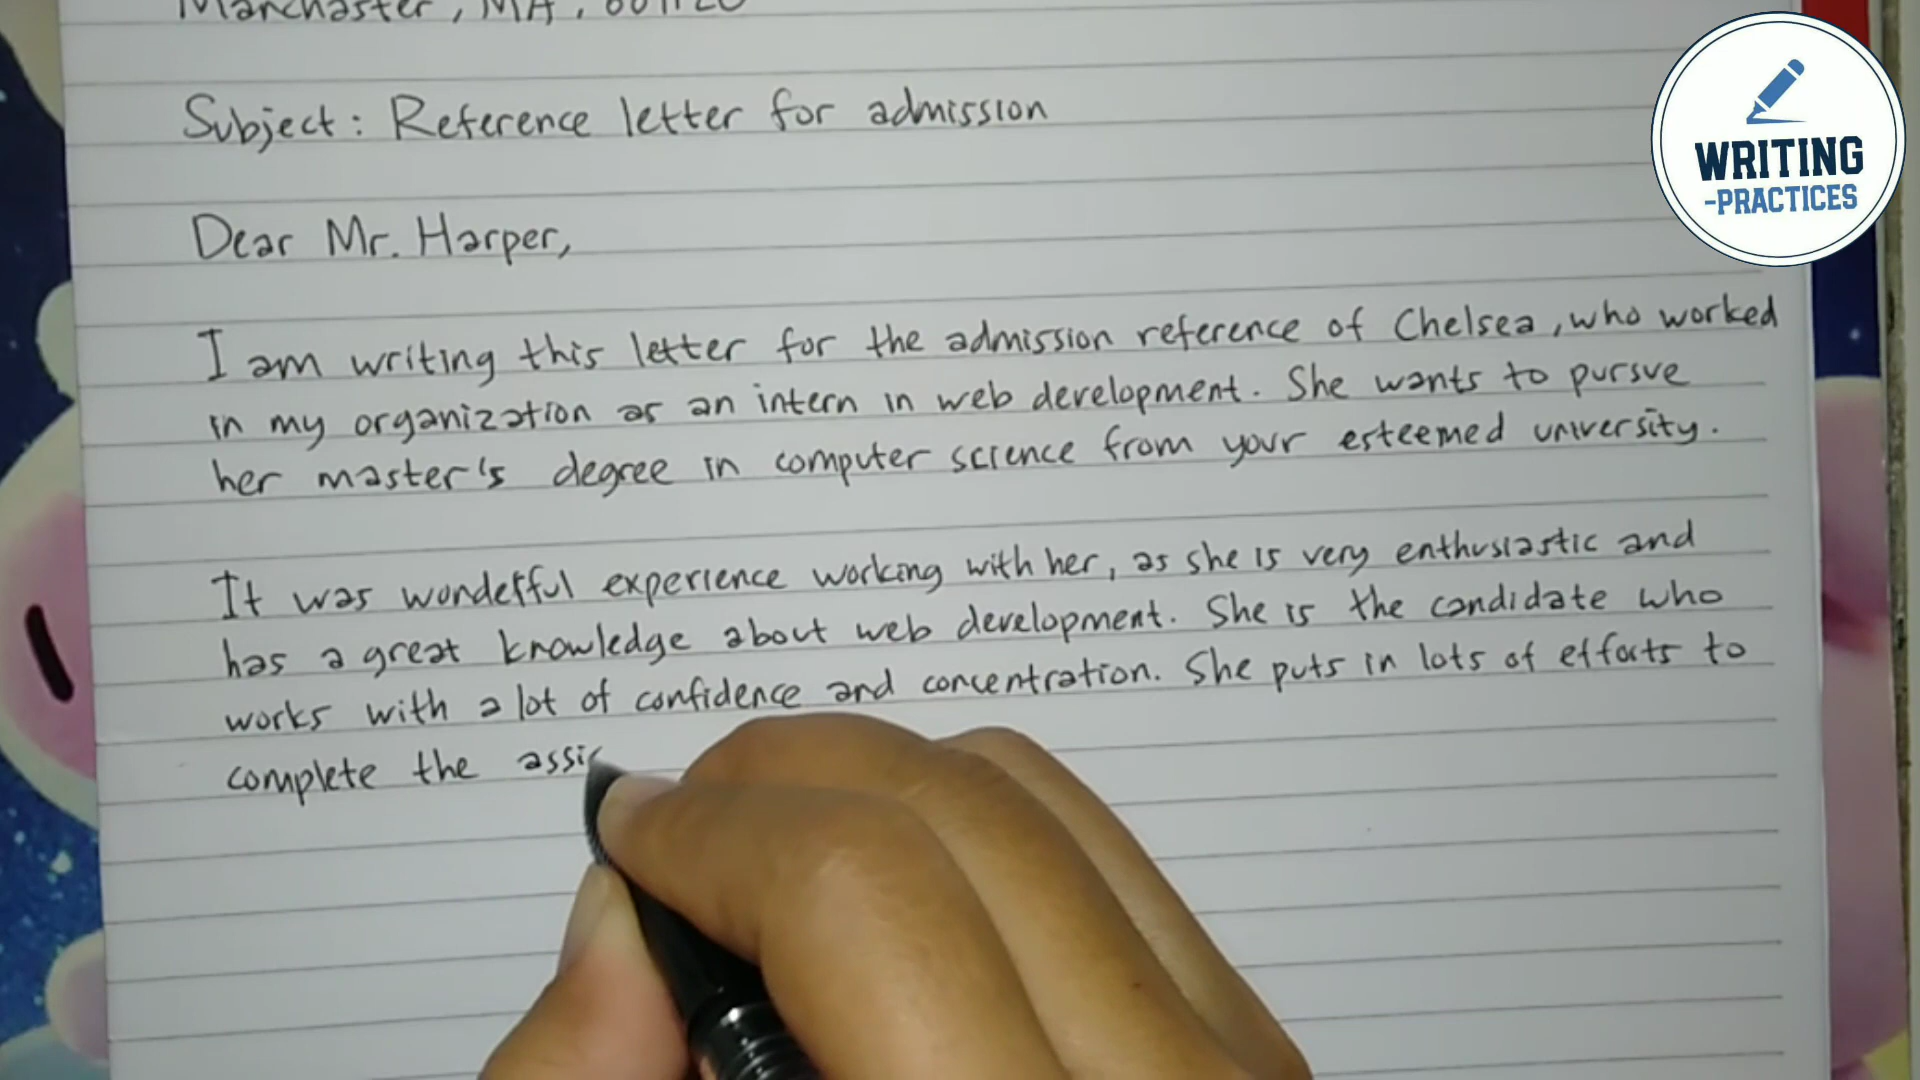 Manchaster, MA,
Subject: Reference letter for admission
Dear Mr. Harper,
I am writing this letter for the admission reference of Chelsea, who worked
in my organization as an intern in web development. She wants to pursue
her master's degree in computer science from your esteemed university.
It was wonderful experience working with her, as she is very enthusiastic and
has a great knowledge about web development. She is the candidate who
works with a lot of confidence and concentration. She puts in lots of efforts to
complete the assi
WRITING
-PRACTICES